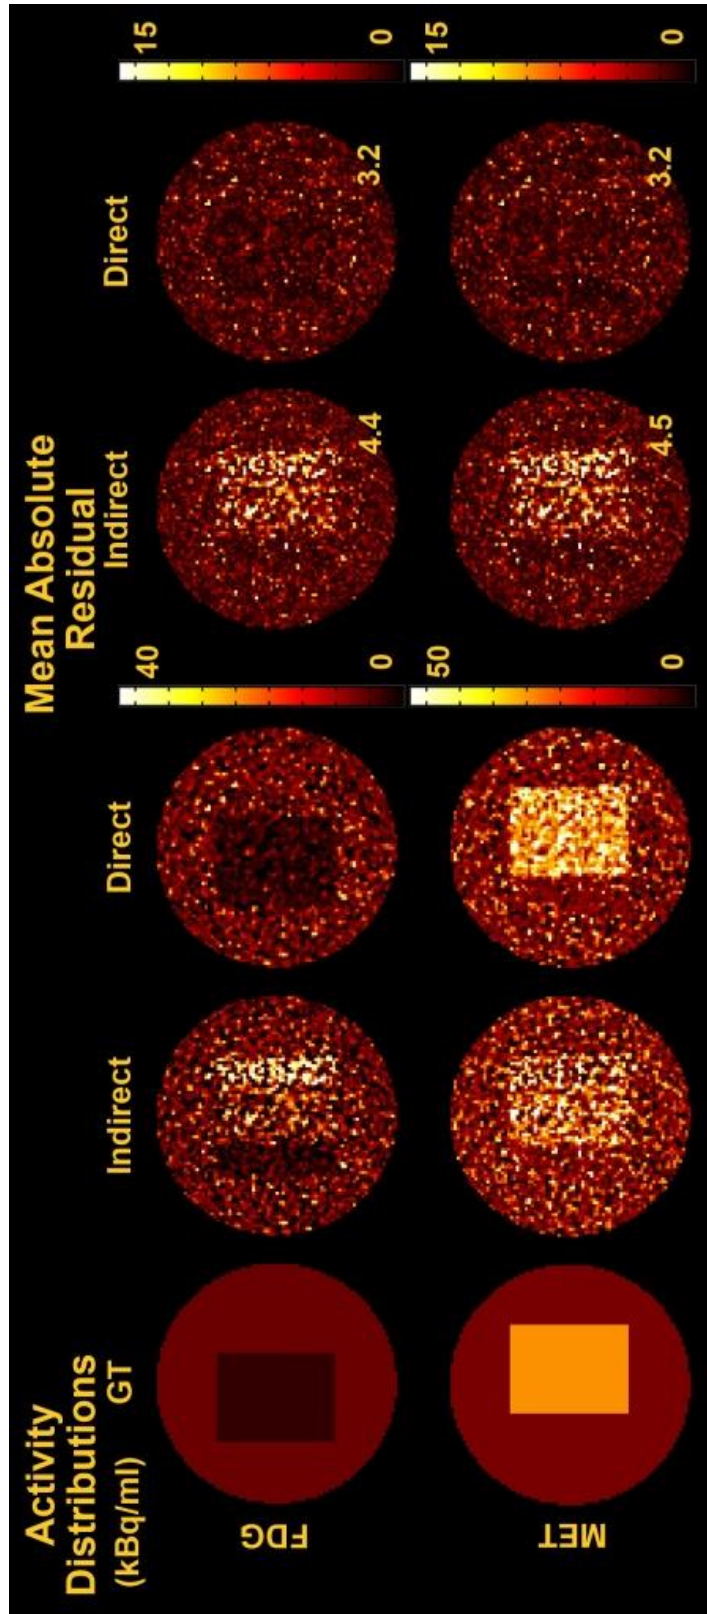 Activity
Distributions
(kBq/ml)
GT
Indirect
Direct
Mean Absolute
Residual
Indirect
Direct
FDG
40
0
4.4
3.2
15
0
MET
50
0
4.5
3.2
15
0